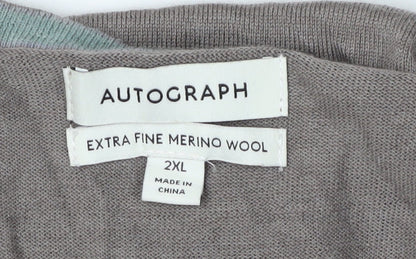 AUTOGRAPH
EXTRA FINE MERINO WOOL
2XL
MADE IN
CHINA